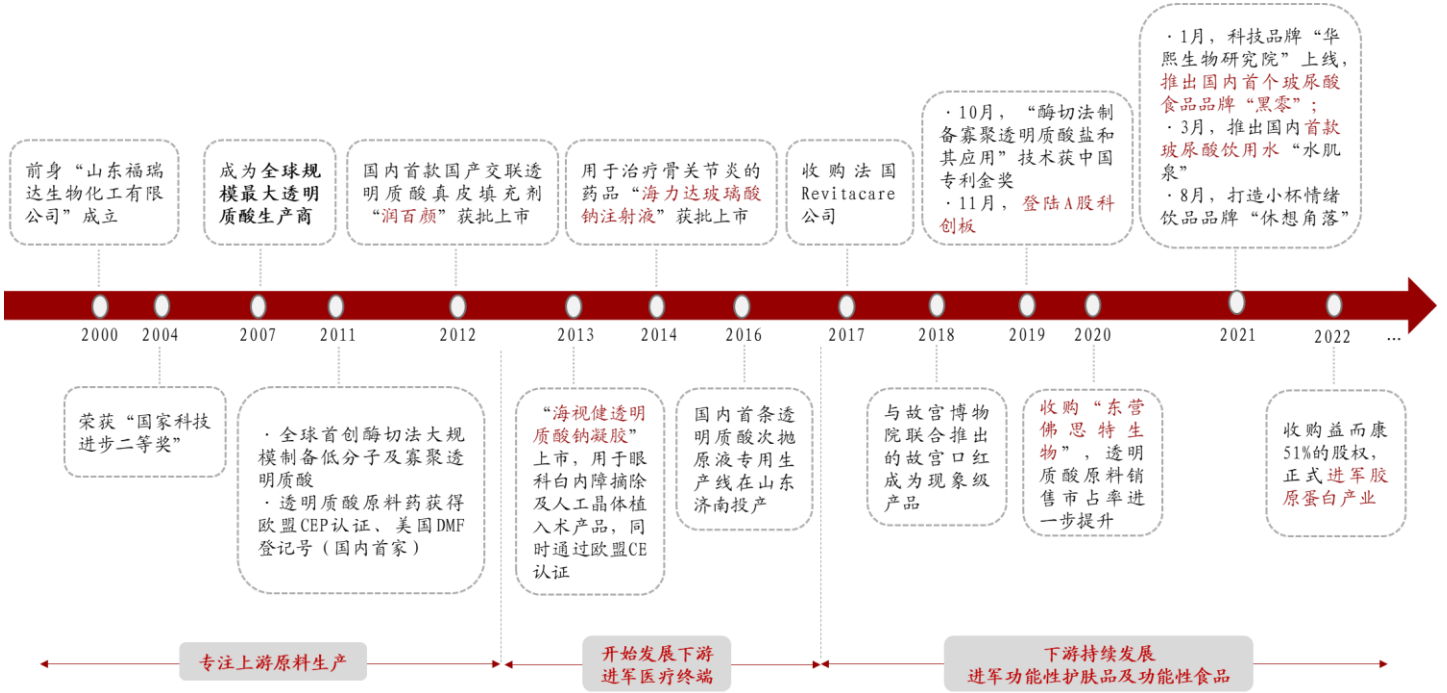 · 1月，科技品牌“华
熙生物研究院”上线，
推出国内首个玻尿酸
食品品牌“黑零”；
· 3月，推出国内首款
玻尿酸饮用水“水肌
泉”
· 8月，打造小杯情绪
饮品品牌“休想角落”
· 10月，“酶切法制
备寡聚透明质酸盐和
其应用”技术获中国
专利金奖
· 11月，登陆A股科
创板
前身“山东福瑞
达生物化工有限
公司”成立
成为全球规
模最大透明
质酸生产商
国内首款国产交联透
明质酸真皮填充剂
“润百颜”获批上市
用于治疗骨关节炎的
药品“海力达玻璃酸
钠注射液”获批上市
收购法国
Revitacare
公司
2000
2004
2007
2011
2012
2013
2014
2016
2017
2018
2019
2020
2021
2022
...
荣获“国家科技
进步二等奖”
· 全球首创酶切法大规
模制备低分子及寡聚透
明质酸
· 透明质酸原料药获得
欧盟CEP认证、美国DMF
登记号（国内首家）
“海视健透明
质酸钠凝胶”
上市，用于眼
科白内障摘除
及人工晶体植
入术产品，同
时通过欧盟CE
认证
国内首条透
明质酸次抛
原液专用生
产线在山东
济南投产
与故宫博物
院联合推出
的故宫口红
成为现象级
产品
收购“东营
佛思特生
物”，透明
质酸原料销
售市占率进
一步提升
收购益而康
51%的股权，
正式进军胶
原蛋白产业
专注上游原料生产
开始发展下游
进军医疗终端
下游持续发展
进军功能性护肤品及功能性食品